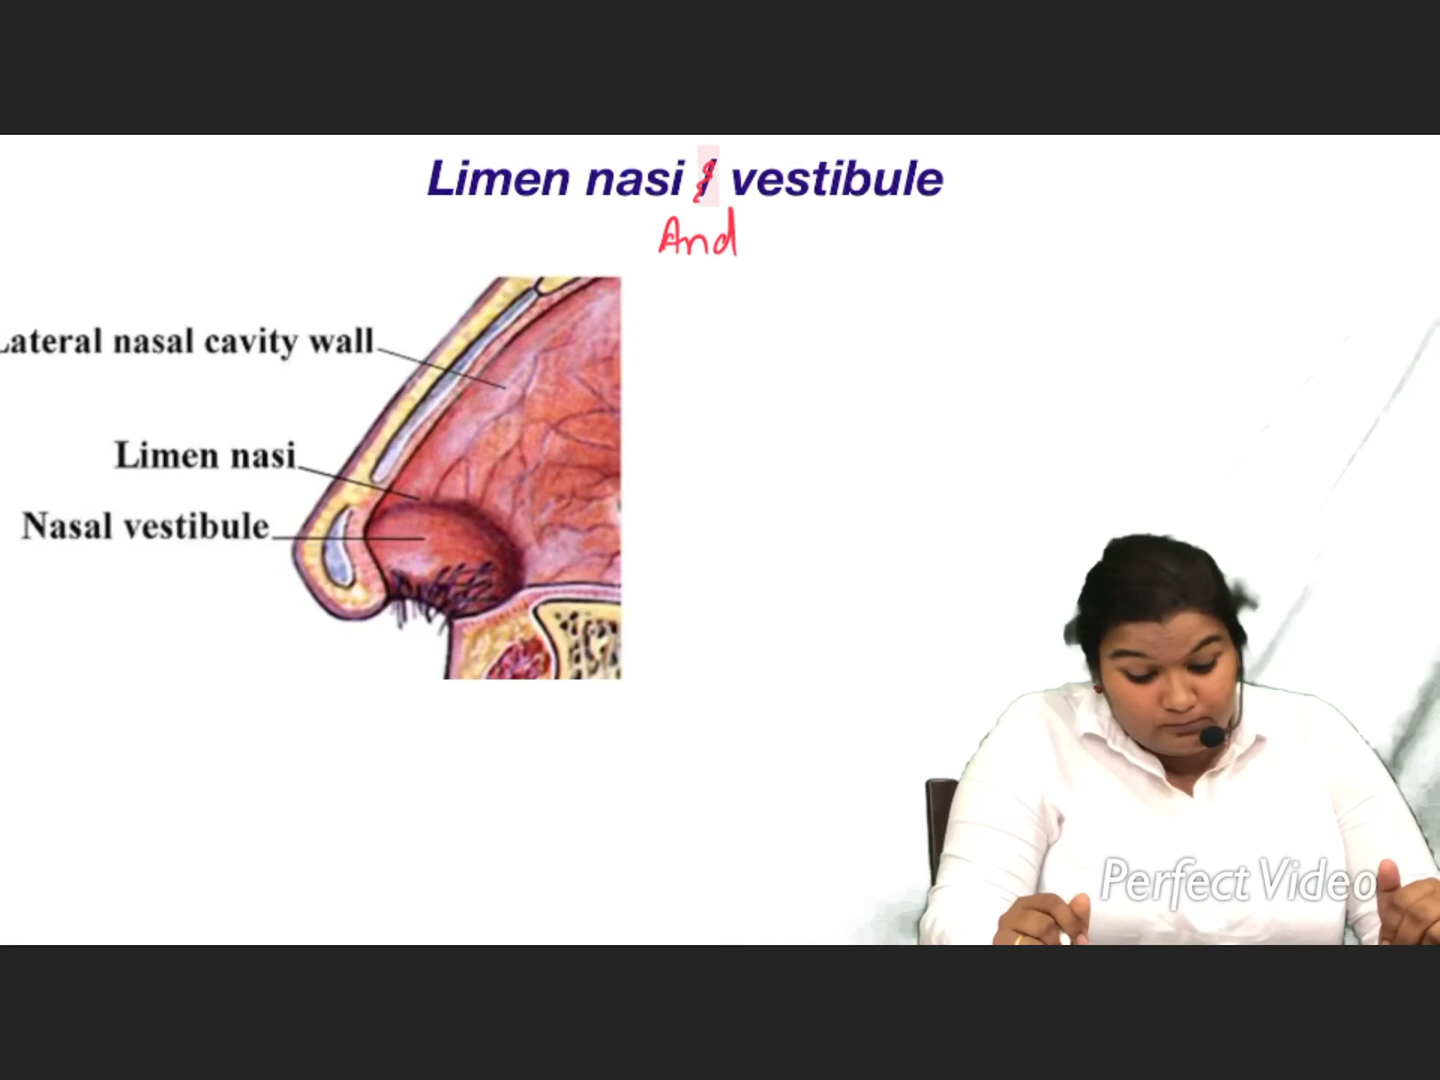 Limen nasi / vestibule
And
Lateral nasal cavity wall
Limen nasi
Nasal vestibule
Perfect Video